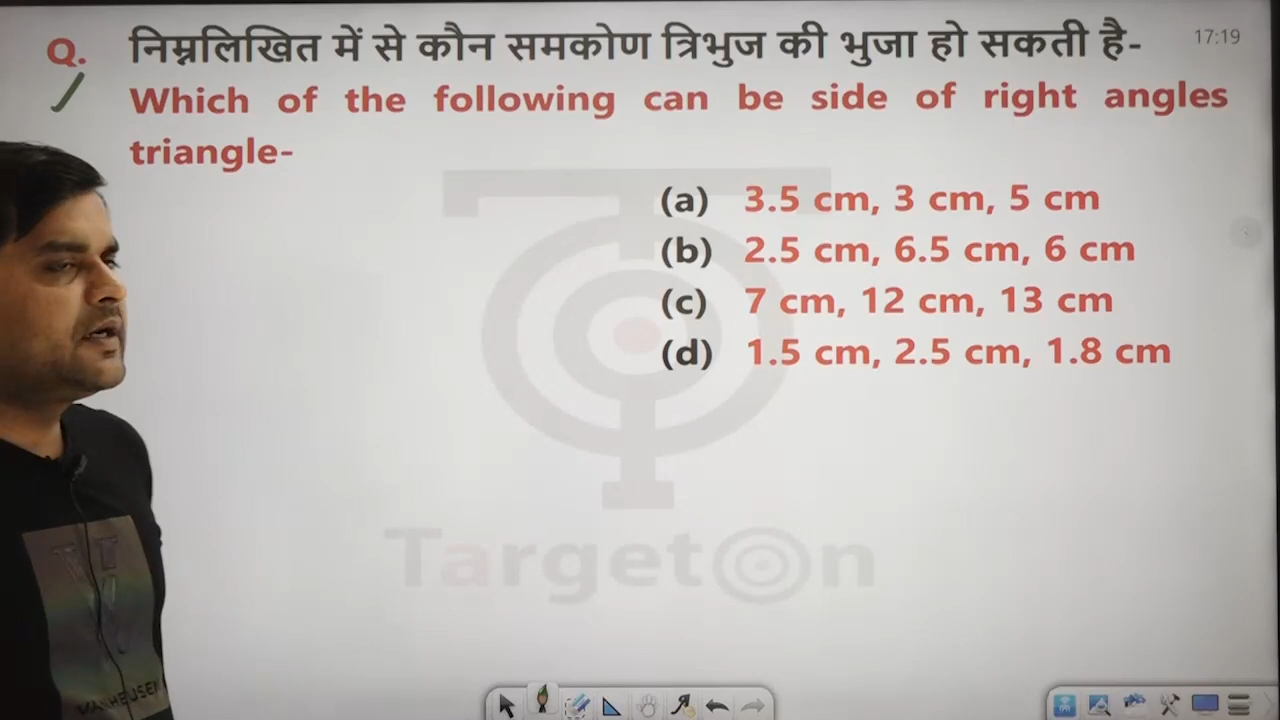 Q. निम्नलिखित में से कौन समकोण त्रिभुज की भुजा हो सकती है-
17:19
Which of the following can be side of right angles
triangle-
(a) 3.5 cm, 3 cm, 5 cm
(b) 2.5 cm, 6.5 cm, 6 cm
(c) 7 cm, 12 cm, 13 cm
(d) 1.5 cm, 2.5 cm, 1.8 cm
Target On